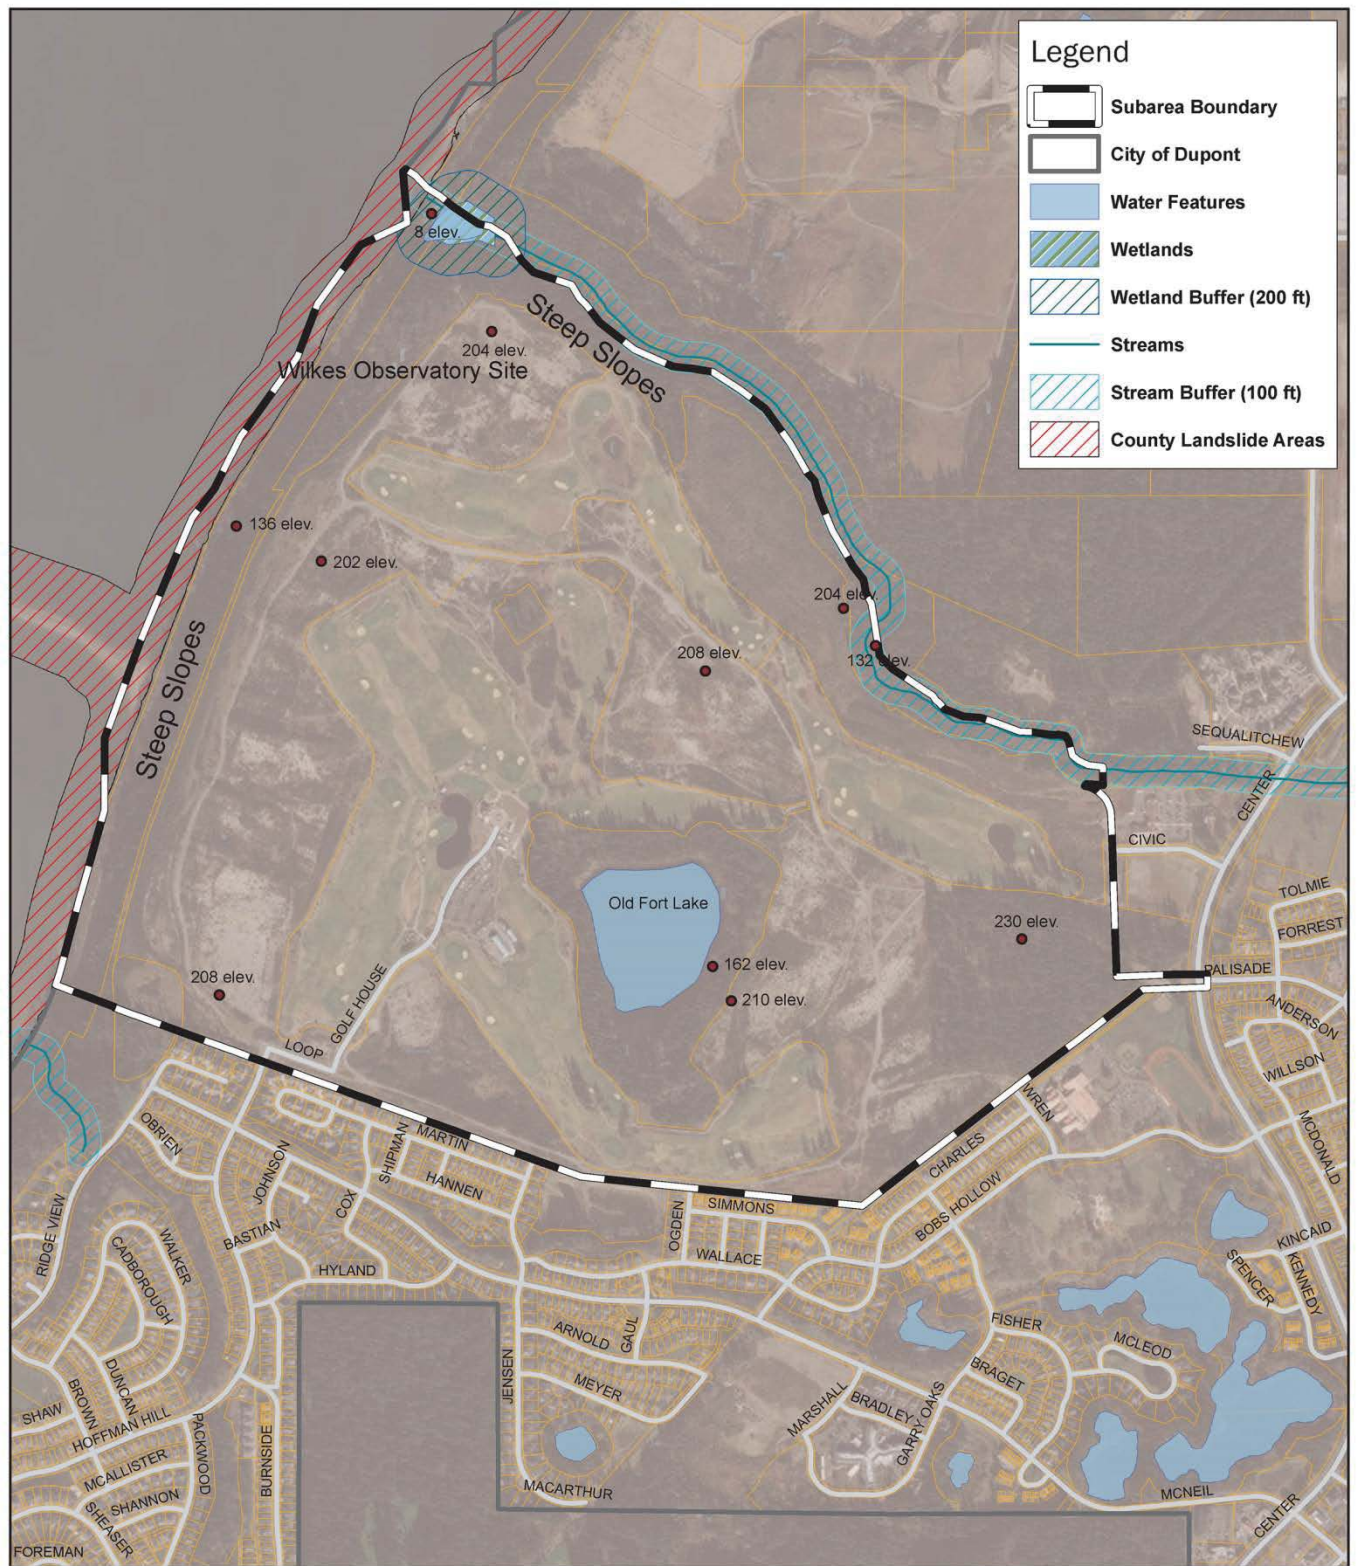 Legend
Subarea Boundary
City of Dupont
Water Features
Wetlands
Wetland Buffer (200 ft)
Streams
Stream Buffer (100 ft)
County Landslide Areas
8 elev.
Steep Slopes
204 elev.
Wilkes Observatory Site
136 elev.
202 elev.
204 elev.
132 elev.
208 elev.
Steep Slopes
SEQUALITCHEW
CENTER
CIVIC
TOLMIE
FORREST
Old Fort Lake
230 elev.
162 elev.
210 elev.
208 elev.
PALISADE
ANDERSON
WILLSON
MCDONALD
GOLF HOUSE
LOOP
WREN
CHARLES
BOBS HOLLOW
OBRIEN
JOHNSON
SHIPMAN
MARTIN
HANNEN
COX
BASTIAN
HYLAND
OGDEN
SIMMONS
WALLACE
RIDGE VIEW
WALKER
CADBOROUGH
KINCAID
SPENCER
KENNEDY
FISHER
MCLEOD
BRAGET
ARNOLD
GAUL
MEYER
JENSEN
DUNCAN
BROWN
SHAW
HOFFMAN HILL
PACKWOOD
BURNSIDE
MCALLISTER
SHANNON
SHEASER
FOREMAN
MARSHALL
BRADLEY
GARRY OAKS
MACARTHUR
MCNEIL
CENTER